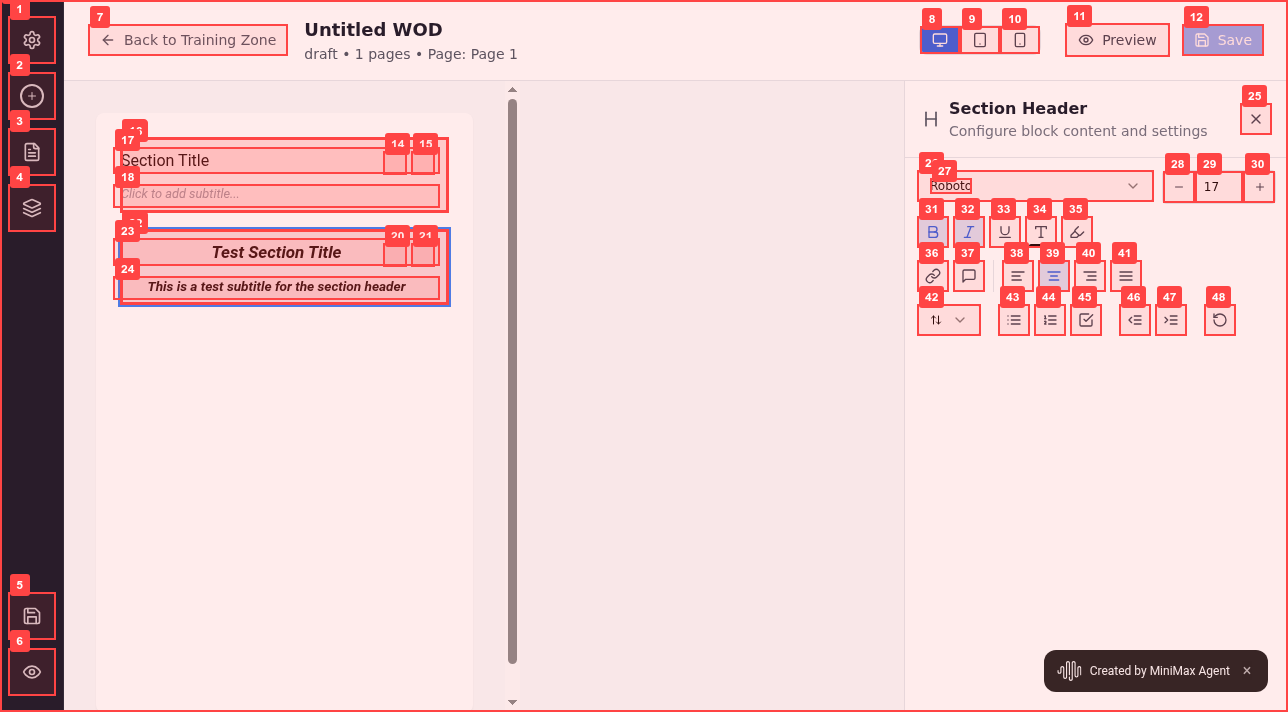 1
2
3
4
5
6
7
Back to Training Zone
Untitled WOD
draft • 1 pages • Page: Page 1
8
9
10
11
Preview
12
Save
17
14
15
Section Title
18
Click to add subtitle...
23
20
21
Test Section Title
24
This is a test subtitle for the section header
Section Header
Configure block content and settings
25
27
Roboto
28
29
17
30
31
32
33
34
35
B
I
U
T
36
37
38
39
40
41
42
43
44
45
46
47
48
Created by MiniMax Agent